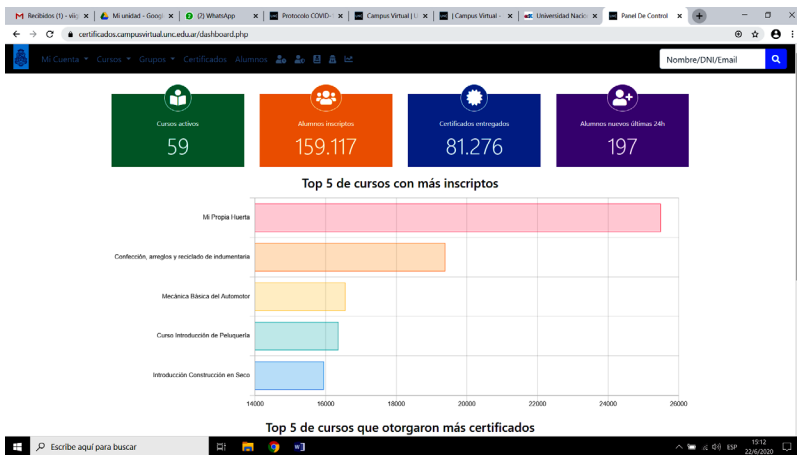 Recibidos (1) - viig
Mi unidad - Googl
(2) WhatsApp
Protocolo COVID-
Campus Virtual | U
| Campus Virtual -
Universidad Nacio
Panel De Control
certificados.campusvirtual.unc.edu.ar/dashboard.php
Mi Cuenta
Cursos
Grupos
Certificados
Alumnos
Nombre/DNI/Email
Cursos activos
59
Alumnos inscriptos
159.117
Certificados entregados
81.276
Alumnos nuevos últimas 24h
197
Top 5 de cursos con más inscriptos
Mi Propia Huerta
Confección, arreglos y reciclado de indumentaria
Mecánica Básica del Automotor
Curso Introducción de Peluquería
Introducción Construcción en Seco
14000 16000 18000 20000 22000 24000 26000
Top 5 de cursos que otorgaron más certificados
Escribe aquí para buscar
ESP
15:12
22/6/2020